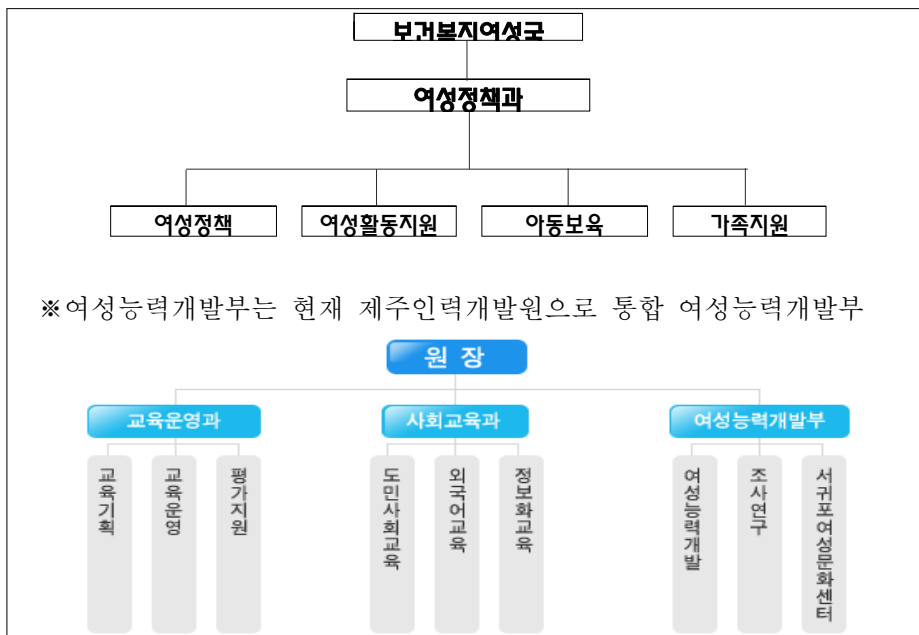 보건복지여성국
여성정책과
여성정책 여성활동지원 아동보육 가족지원
※여성능력개발부는 현재 제주인력개발원으로 통합 여성능력개발부
원 장
교육운영과 사회교육과 여성능력개발부
교육기획
교육운영
평가지원
도민사회교육
외국어교육
정보화교육
여성능력개발
조사연구
서귀포여성문화센터